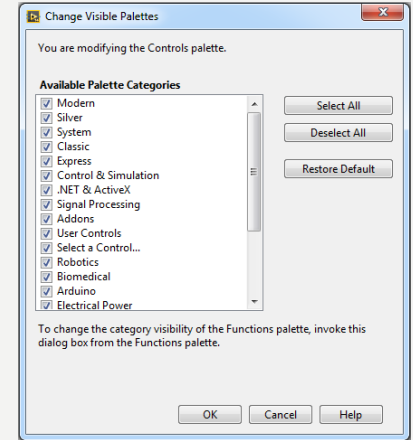 Change Visible Palettes
You are modifying the Controls palette.
Available Palette Categories
Modern
Silver
System
Classic
Express
Control & Simulation
.NET & ActiveX
Signal Processing
Addons
User Controls
Select a Control...
Robotics
Biomedical
Arduino
Electrical Power
Select All
Deselect All
Restore Default
To change the category visibility of the Functions palette, invoke this
dialog box from the Functions palette.
OK
Cancel
Help